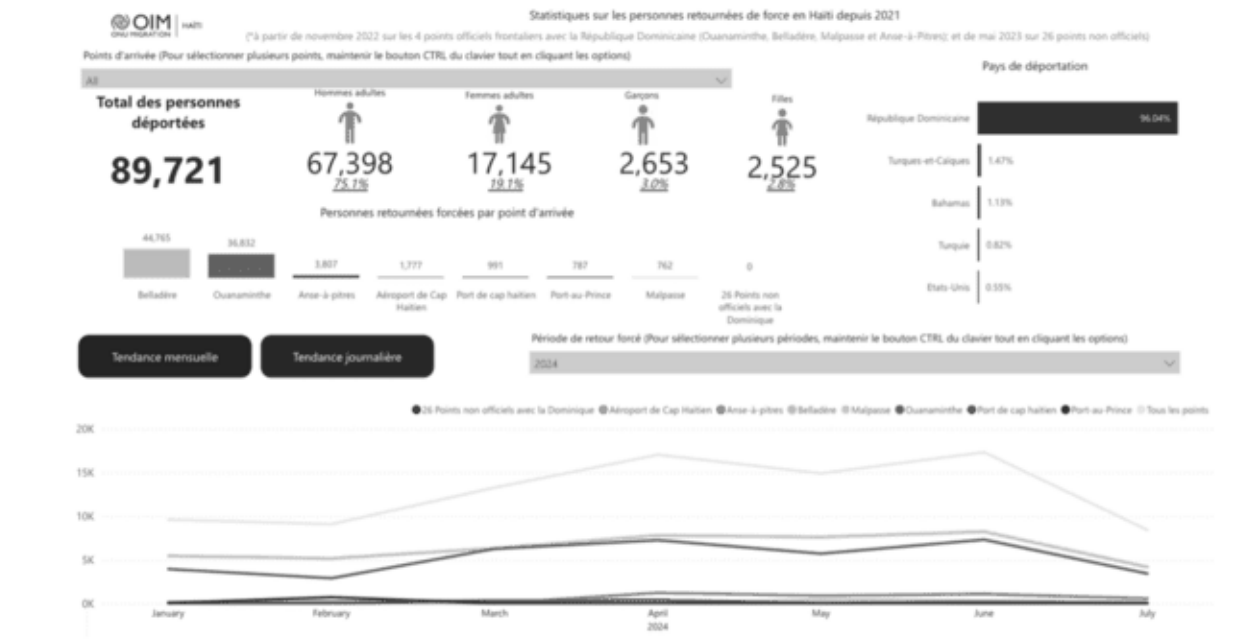 OIM HAÏTI
ONU MIGRATION
Statistiques sur les personnes retournées de force en Haïti depuis 2021
(*à partir de novembre 2022 sur les 4 points officiels frontaliers avec la République Dominicaine (Ouanaminthe, Belladère, Malpasse et Anse-à-Pitres); et de mai 2023 sur 26 points non officiels)
Points d'arrivée (Pour sélectionner plusieurs points, maintenir le bouton CTRL du clavier tout en cliquant les options)
All
Total des personnes
déportées
89,721
Hommes adultes
67,398
75.1%
Femmes adultes
17,145
19.1%
Garçons
2,653
3.0%
Filles
2,525
2.8%
Pays de déportation
République Dominicaine 96.04%
Turques-et-Caïques 1.47%
Bahamas 1.13%
Turquie 0.82%
Etats-Unis 0.55%
Personnes retournées forcées par point d'arrivée
44,765 36,832 3,807 1,777 991 787 762 0
Belladère Ouanaminthe Anse-à-pitres Aéroport de Cap Port de cap haïtien Port-au-Prince Malpasse 26 Points non
Haïtien officiels avec la
Dominique
Tendance mensuelle
Tendance journalière
Période de retour forcé (Pour sélectionner plusieurs périodes, maintenir le bouton CTRL du clavier tout en cliquant les options)
2024
26 Points non officiels avec la Dominique Aéroport de Cap Haïtien Anse-à-pitres Belladère Malpasse Ouanaminthe Port de cap haïtien Port-au-Prince Tous les points
20K
15K
10K
5K
0K
January February March April May June July
2024